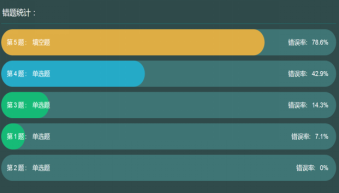 错题统计：
第5题： 填空题 错误率: 78.6%
第4题： 单选题 错误率: 42.9%
第3题： 单选题 错误率: 14.3%
第1题： 单选题 错误率: 7.1%
第2题： 单选题 错误率: 0%